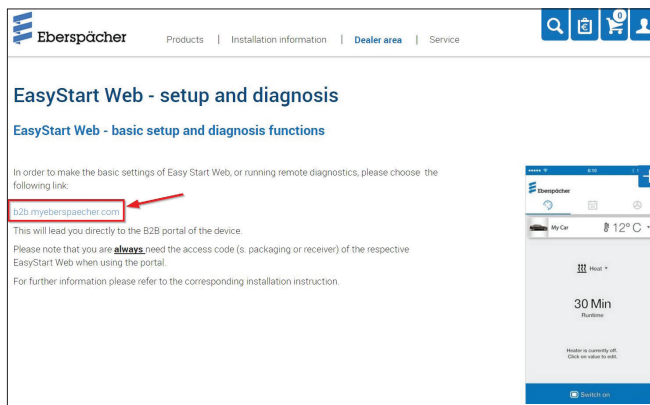 Eberspächer
Products | Installation information | Dealer area | Service
0
EasyStart Web - setup and diagnosis
EasyStart Web - basic setup and diagnosis functions
In order to make the basic settings of Easy Start Web, or running remote diagnostics, please choose the
following link:
b2b.myeberspaecher.com
This will lead you directly to the B2B portal of the device.
Please note that you are always need the access code (s. packaging or receiver) of the respective
EasyStart Web when using the portal.
For further information please refer to the corresponding installation instruction.
Eberspächer
My Car 12° C
Heat
30 Min
Runtime
Heater is currently off.
Click on value to edit.
Switch on